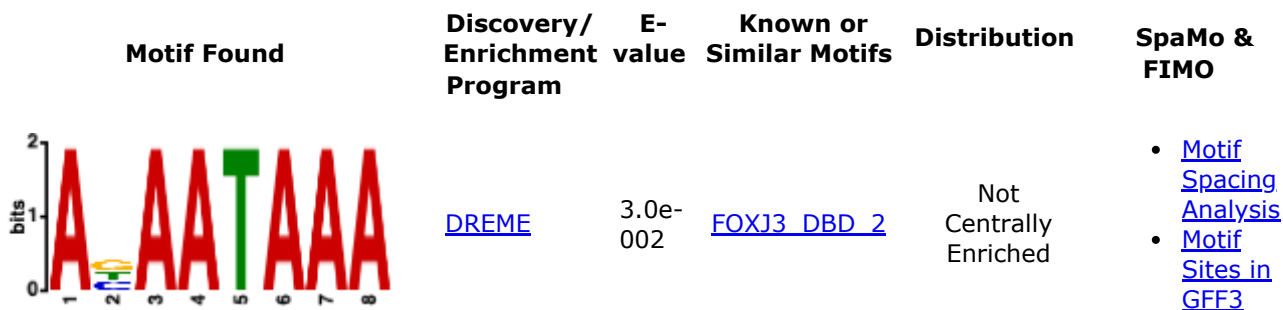 Motif Found
Discovery/
Enrichment
Program
E-
value
Known or
Similar Motifs
Distribution
SpaMo &
FIMO
2
bits
1
0
A AATAAA
G
T
C
1 2 3 4 5 6 7 8
DREME
3.0e-
002
FOXJ3_DBD_2
Not
Centrally
Enriched
• Motif
Spacing
Analysis
• Motif
Sites in
GFF3